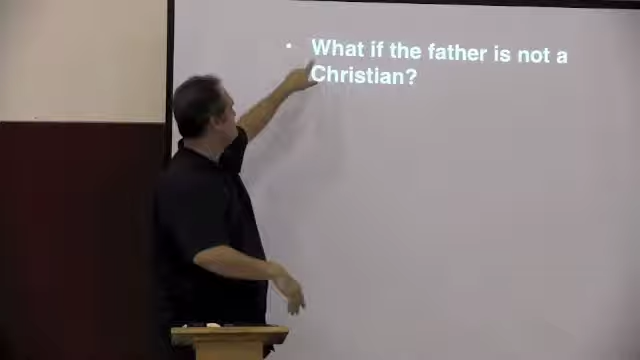 • What if the father is not a
Christian?